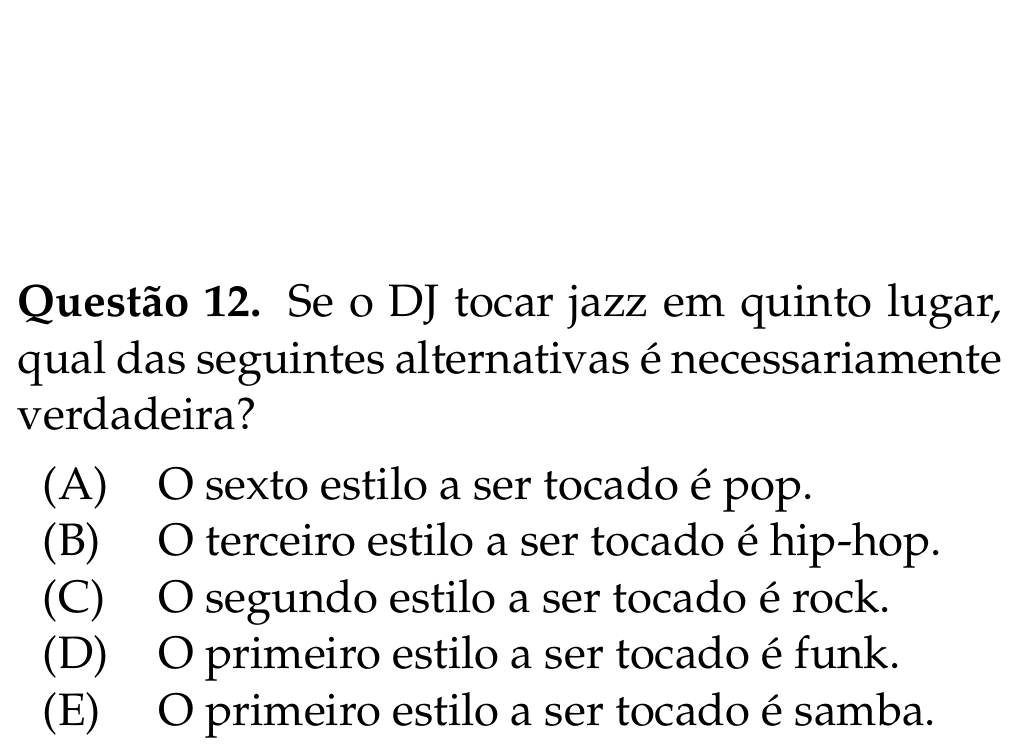 Questão 12. Se o DJ tocar jazz em quinto lugar,
qual das seguintes alternativas é necessariamente
verdadeira?
(A) O sexto estilo a ser tocado é pop.
(B) O terceiro estilo a ser tocado é hip-hop.
(C) O segundo estilo a ser tocado é rock.
(D) O primeiro estilo a ser tocado é funk.
(E) O primeiro estilo a ser tocado é samba.